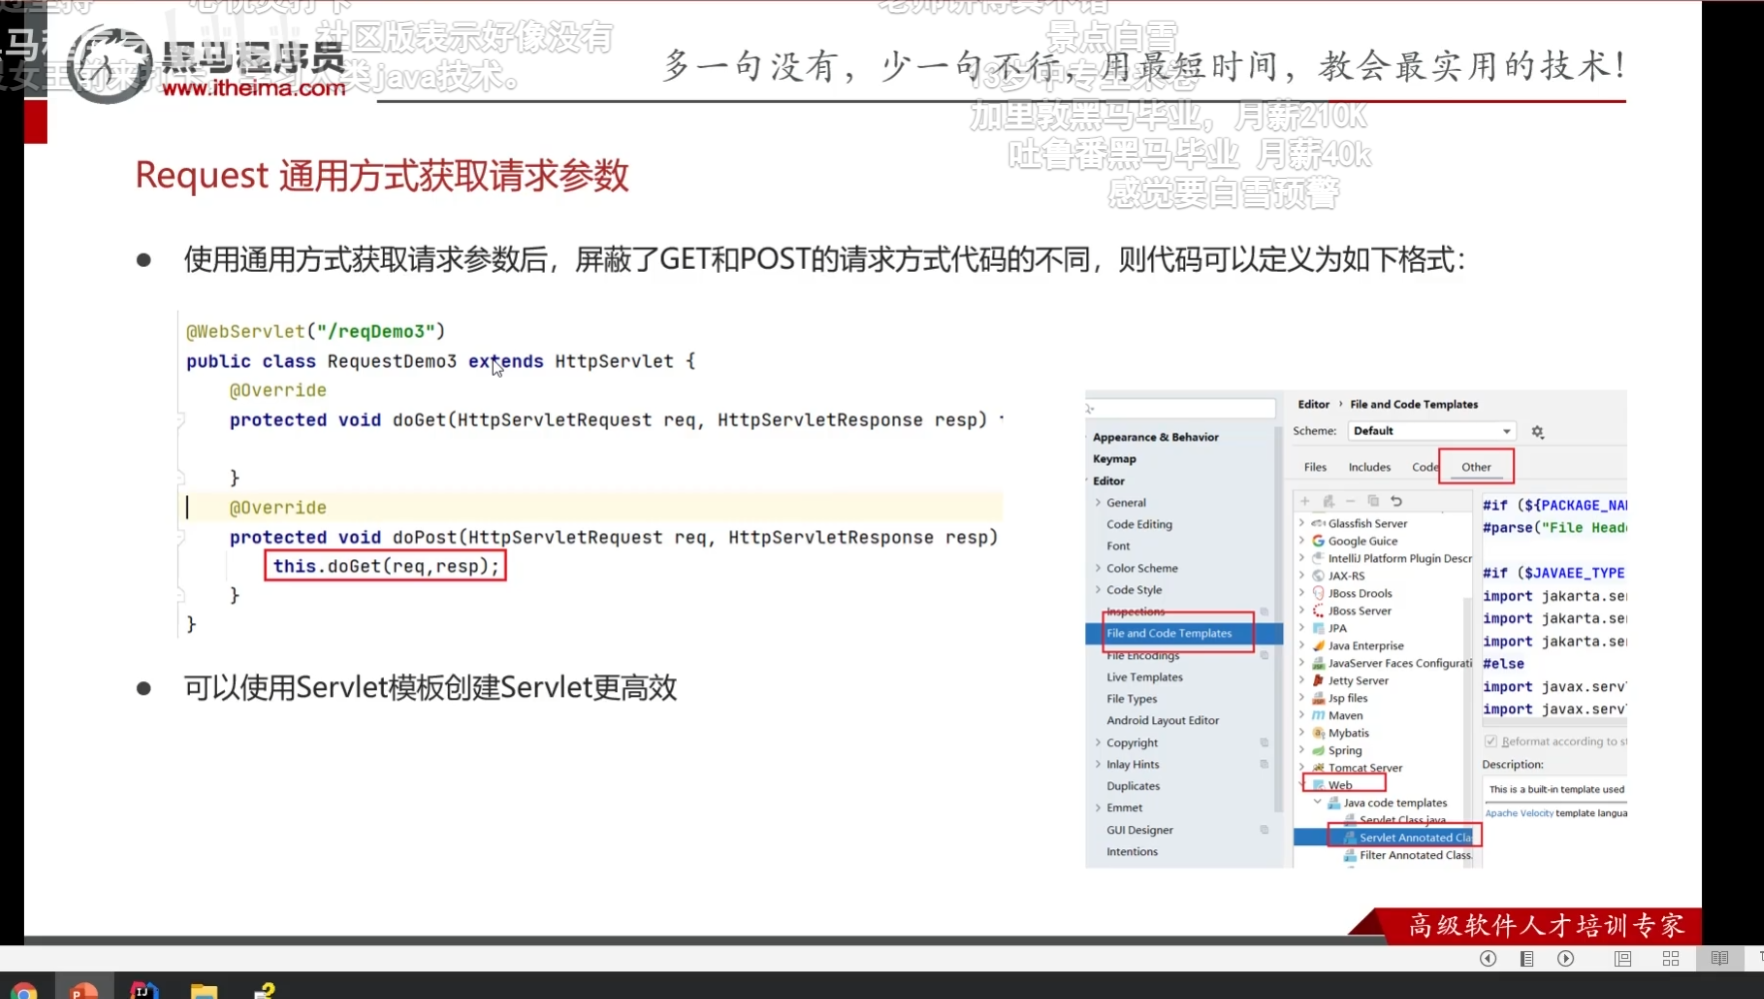 心祝贺打卡
老师讲得真不错
社区版表示好像没有
景点白雪
黑马程序员
www.itheima.com
java技术。
多一句没有，少一句不行，用最短时间，教会最实用的技术！
加里敦黑马毕业，月薪210K
吐鲁番黑马毕业 月薪40k
感觉要白雪预警
Request 通用方式获取请求参数
使用通用方式获取请求参数后，屏蔽了GET和POST的请求方式代码的不同，则代码可以定义为如下格式：
@WebServlet("/reqDemo3")
public class RequestDemo3 extends HttpServlet {
@Override
protected void doGet(HttpServletRequest req, HttpServletResponse resp)
}
@Override
protected void doPost(HttpServletRequest req, HttpServletResponse resp)
this.doGet(req,resp);
}
}
可以使用Servlet模板创建Servlet更高效
Appearance & Behavior
Keymap
Editor
General
Code Editing
Font
Color Scheme
Code Style
Inspections
File and Code Templates
File Encodings
Live Templates
File Types
Android Layout Editor
Copyright
Inlay Hints
Duplicates
Emmet
GUI Designer
Intentions
Editor › File and Code Templates
Scheme: Default
Files Includes Code Other
Glassfish Server
Google Guice
IntelliJ Platform Plugin Descr
JAX-RS
JBoss Drools
JBoss Server
JPA
Java Enterprise
JavaServer Faces Configurati
Jetty Server
Jsp files
Maven
Mybatis
Spring
Tomcat Server
Web
Java code templates
Servlet Class.java
Servlet Annotated Cla
Filter Annotated Class.
#if (${PACKAGE_NA
#parse("File Head
#if ($JAVAEE_TYPE
import jakarta.se
import jakarta.se
import jakarta.se
#else
import javax.serv
import javax.serv
Reformat according to s
Description:
This is a built-in template used
Apache Velocity template langua
高级软件人才培训专家